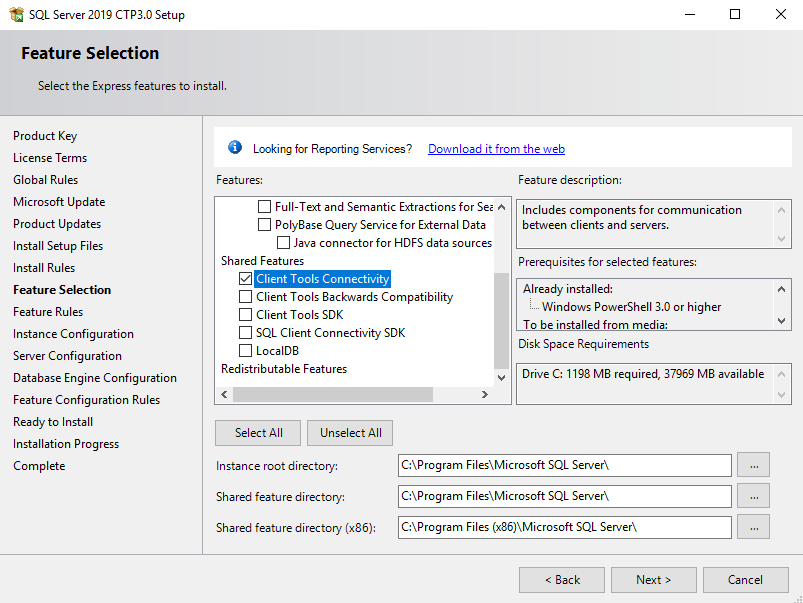 SQL Server 2019 CTP3.0 Setup
Feature Selection
Select the Express features to install.
Product Key
License Terms
Global Rules
Microsoft Update
Product Updates
Install Setup Files
Install Rules
Feature Selection
Feature Rules
Instance Configuration
Server Configuration
Database Engine Configuration
Feature Configuration Rules
Ready to Install
Installation Progress
Complete
Looking for Reporting Services? Download it from the web
Features:
Full-Text and Semantic Extractions for Sea
PolyBase Query Service for External Data
Java connector for HDFS data sources
Shared Features
Client Tools Connectivity
Client Tools Backwards Compatibility
Client Tools SDK
SQL Client Connectivity SDK
LocalDB
Redistributable Features
Feature description:
Includes components for communication
between clients and servers.
Prerequisites for selected features:
Already installed:
Windows PowerShell 3.0 or higher
To be installed from media:
Disk Space Requirements
Drive C: 1198 MB required, 37969 MB available
Select All Unselect All
Instance root directory: C:\Program Files\Microsoft SQL Server\ ...
Shared feature directory: C:\Program Files\Microsoft SQL Server\ ...
Shared feature directory (x86): C:\Program Files (x86)\Microsoft SQL Server\ ...
< Back Next > Cancel